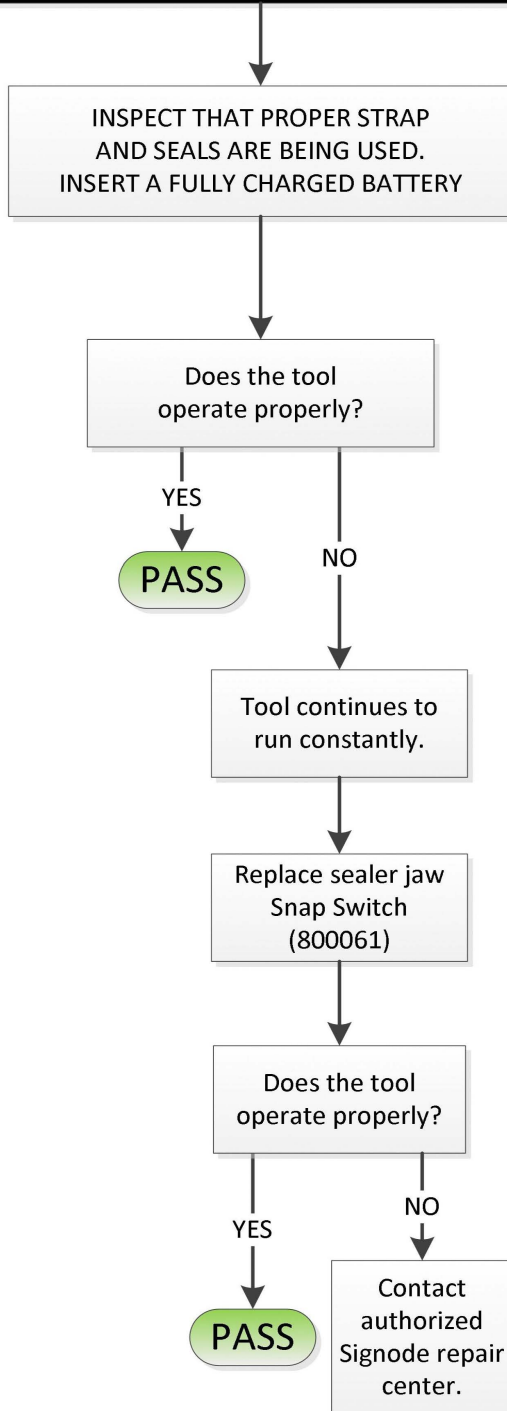 INSPECT THAT PROPER STRAP
AND SEALS ARE BEING USED.
INSERT A FULLY CHARGED BATTERY
Does the tool
operate properly?
YES
PASS
NO
Tool continues to
run constantly.
Replace sealer jaw
Snap Switch
(800061)
Does the tool
operate properly?
YES
PASS
NO
Contact
authorized
Signode repair
center.